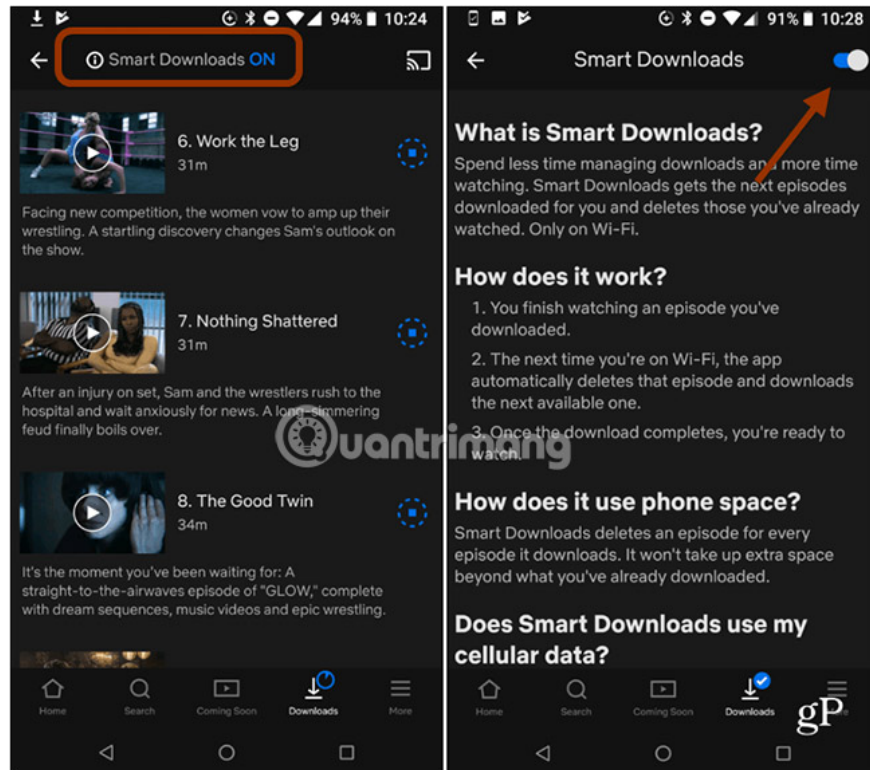 94% 10:24
Smart Downloads ON
6. Work the Leg
31m
Facing new competition, the women vow to amp up their
wrestling. A startling discovery changes Sam's outlook on
the show.
7. Nothing Shattered
31m
After an injury on set, Sam and the wrestlers rush to the
hospital and wait anxiously for news. A long-simmering
feud finally boils over.
8. The Good Twin
34m
It's the moment you've been waiting for: A
straight-to-the-airwaves episode of "GLOW," complete
with dream sequences, music videos and epic wrestling.
Home Search Coming Soon Downloads More
91% 10:28
Smart Downloads
What is Smart Downloads?
Spend less time managing downloads and more time
watching. Smart Downloads gets the next episodes
downloaded for you and deletes those you've already
watched. Only on Wi-Fi.
How does it work?
1. You finish watching an episode you've
downloaded.
2. The next time you're on Wi-Fi, the app
automatically deletes that episode and downloads
the next available one.
3. Once the download completes, you're ready to
watch.
How does it use phone space?
Smart Downloads deletes an episode for every
episode it downloads. It won't take up extra space
beyond what you've already downloaded.
Does Smart Downloads use my
cellular data?
Home Search Coming Soon Downloads
gP
Quantrimang